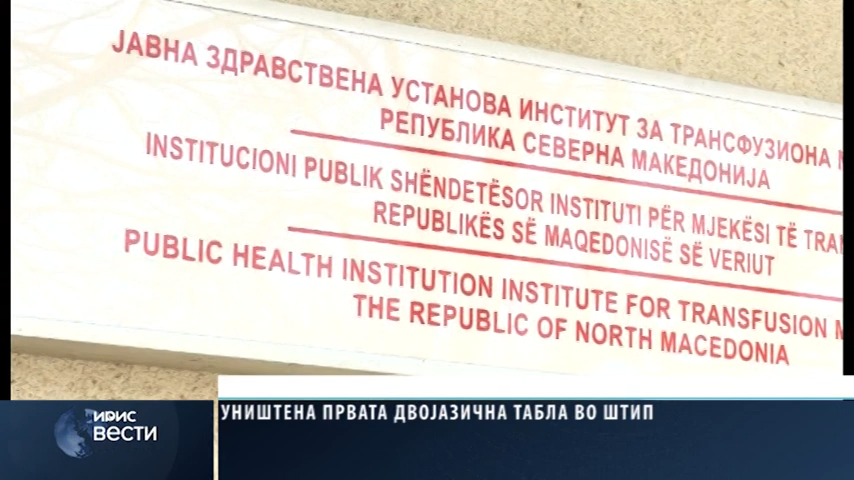 ЈАВНА ЗДРАВСТВЕНА УСТАНОВА ИНСТИТУТ ЗА ТРАНСФУЗИОНА
РЕПУБЛИКА СЕВЕРНА МАКЕДОНИЈА
INSTITUCIONI PUBLIK SHËNDETËSOR INSTITUTI PËR MJEKËSI TË
REPUBLIKËS SË MAQEDONISË SË VERIUT
PUBLIC HEALTH INSTITUTION INSTITUTE FOR TRANSFUSION
THE REPUBLIC OF NORTH MACEDONIA
УНИШТЕНА ПРВАТА ДВОЈАЗИЧНА ТАБЛА ВО ШТИП
ИРИС
ВЕСТИ